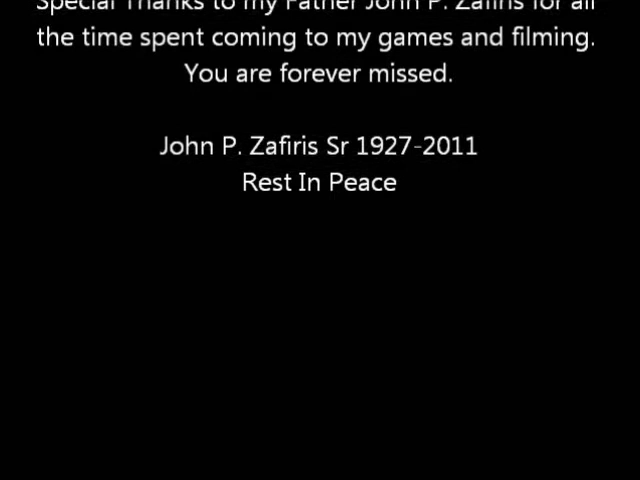 Special Thanks to my Father John P. Zafiris for all
the time spent coming to my games and filming.
You are forever missed.
John P. Zafiris Sr 1927-2011
Rest In Peace